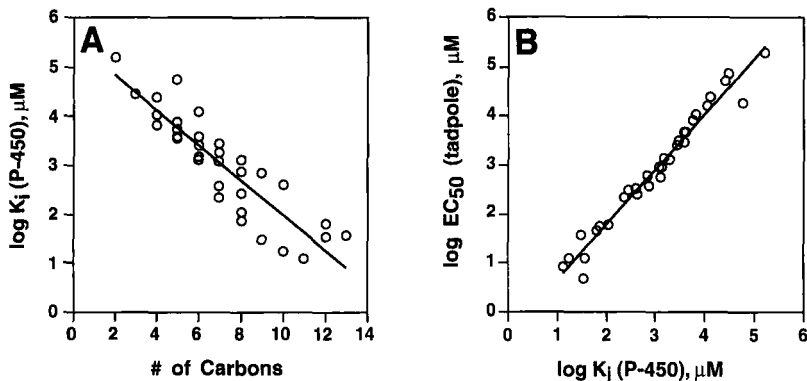 A
log Ki (P-450), µM
6
5
4
3
2
1
0
0 2 4 6 8 10 12 14
# of Carbons
B
log EC50 (tadpole), µM
6
5
4
3
2
1
0
0 1 2 3 4 5 6
log Ki (P-450), µM